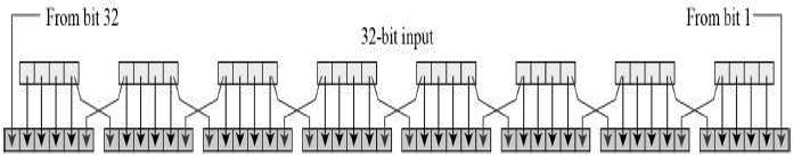 From bit 32
From bit 1
32-bit input